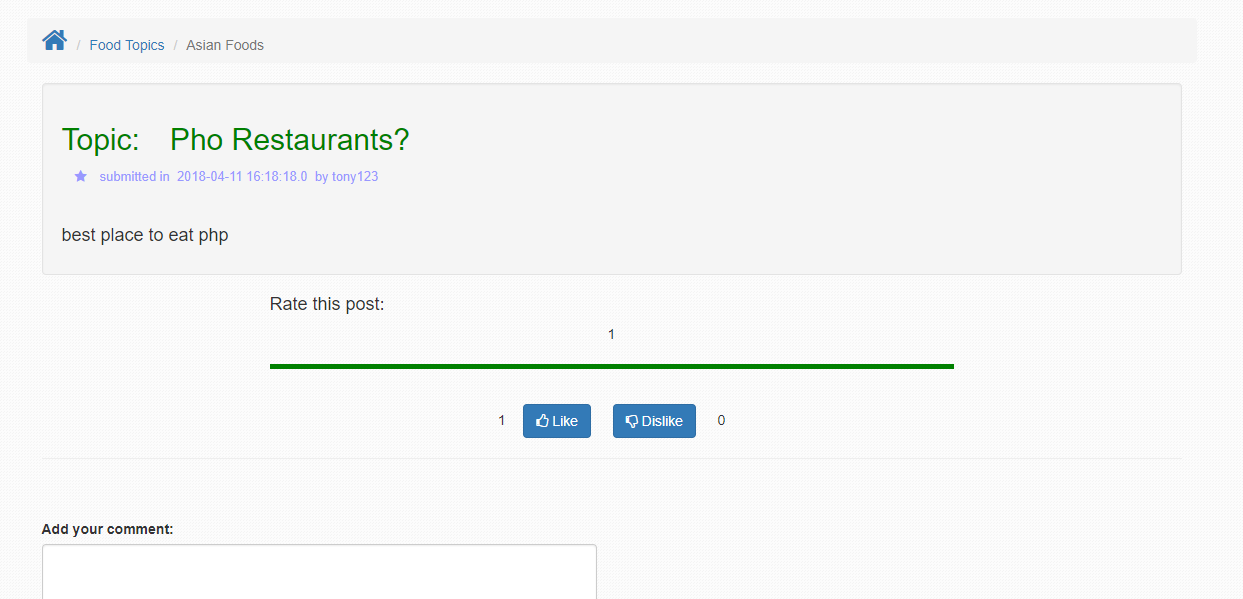 / Food Topics / Asian Foods
Topic: Pho Restaurants?
submitted in 2018-04-11 16:18:18.0 by tony123
best place to eat php
Rate this post:
1
1 Like Dislike 0
Add your comment: